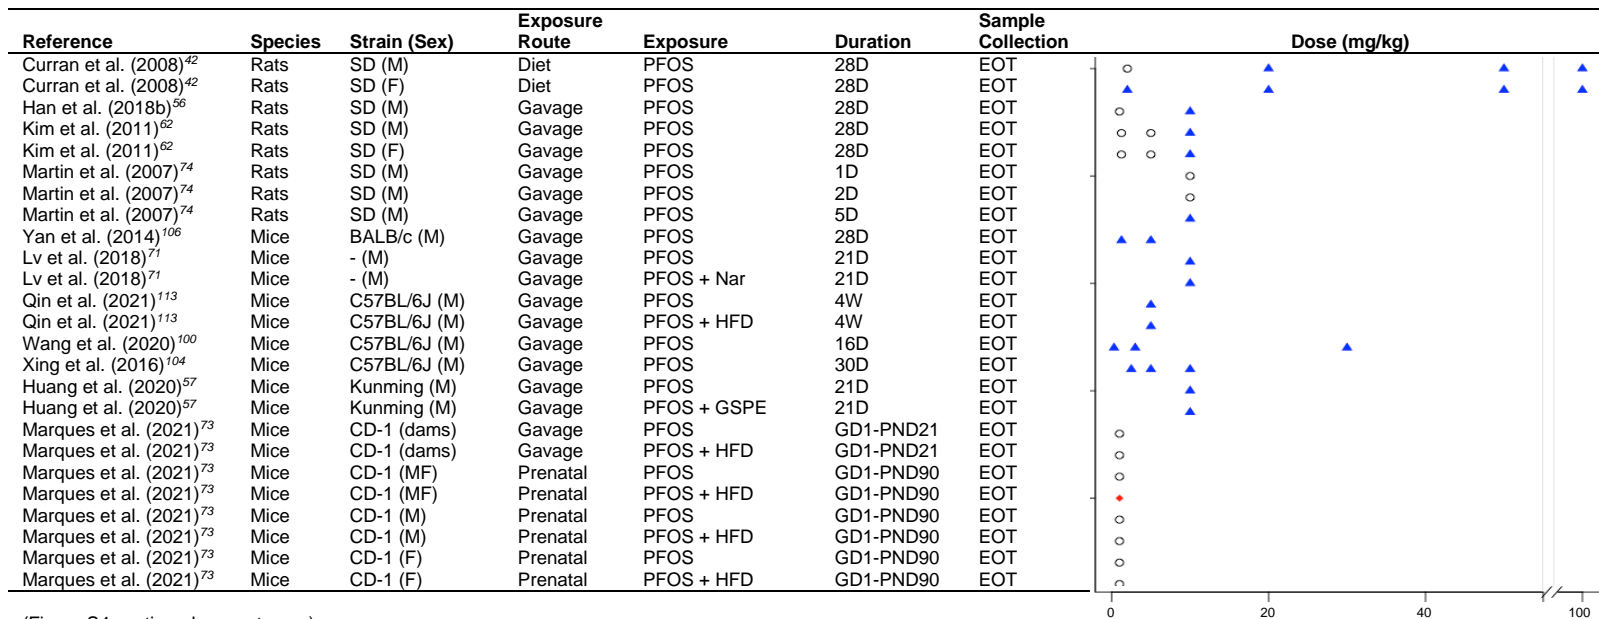 Reference Species Strain (Sex) Exposure Route Exposure Duration Sample Collection Dose (mg/kg)
Curran et al. (2008)42 Rats SD (M) Diet PFOS 28D EOT
Curran et al. (2008)42 Rats SD (F) Diet PFOS 28D EOT
Han et al. (2018b)56 Rats SD (M) Gavage PFOS 28D EOT
Kim et al. (2011)62 Rats SD (M) Gavage PFOS 28D EOT
Kim et al. (2011)62 Rats SD (F) Gavage PFOS 28D EOT
Martin et al. (2007)74 Rats SD (M) Gavage PFOS 1D EOT
Martin et al. (2007)74 Rats SD (M) Gavage PFOS 2D EOT
Martin et al. (2007)74 Rats SD (M) Gavage PFOS 5D EOT
Yan et al. (2014)106 Mice BALB/c (M) Gavage PFOS 28D EOT
Lv et al. (2018)71 Mice - (M) Gavage PFOS 21D EOT
Lv et al. (2018)71 Mice - (M) Gavage PFOS + Nar 21D EOT
Qin et al. (2021)113 Mice C57BL/6J (M) Gavage PFOS 4W EOT
Qin et al. (2021)113 Mice C57BL/6J (M) Gavage PFOS + HFD 4W EOT
Wang et al. (2020)100 Mice C57BL/6J (M) Gavage PFOS 16D EOT
Xing et al. (2016)104 Mice C57BL/6J (M) Gavage PFOS 30D EOT
Huang et al. (2020)57 Mice Kunming (M) Gavage PFOS 21D EOT
Huang et al. (2020)57 Mice Kunming (M) Gavage PFOS + GSPE 21D EOT
Marques et al. (2021)73 Mice CD-1 (dams) Gavage PFOS GD1-PND21 EOT
Marques et al. (2021)73 Mice CD-1 (dams) Gavage PFOS + HFD GD1-PND21 EOT
Marques et al. (2021)73 Mice CD-1 (MF) Prenatal PFOS GD1-PND90 EOT
Marques et al. (2021)73 Mice CD-1 (MF) Prenatal PFOS + HFD GD1-PND90 EOT
Marques et al. (2021)73 Mice CD-1 (M) Prenatal PFOS GD1-PND90 EOT
Marques et al. (2021)73 Mice CD-1 (M) Prenatal PFOS + HFD GD1-PND90 EOT
Marques et al. (2021)73 Mice CD-1 (F) Prenatal PFOS GD1-PND90 EOT
Marques et al. (2021)73 Mice CD-1 (F) Prenatal PFOS + HFD GD1-PND90 EOT
0 20 40 100